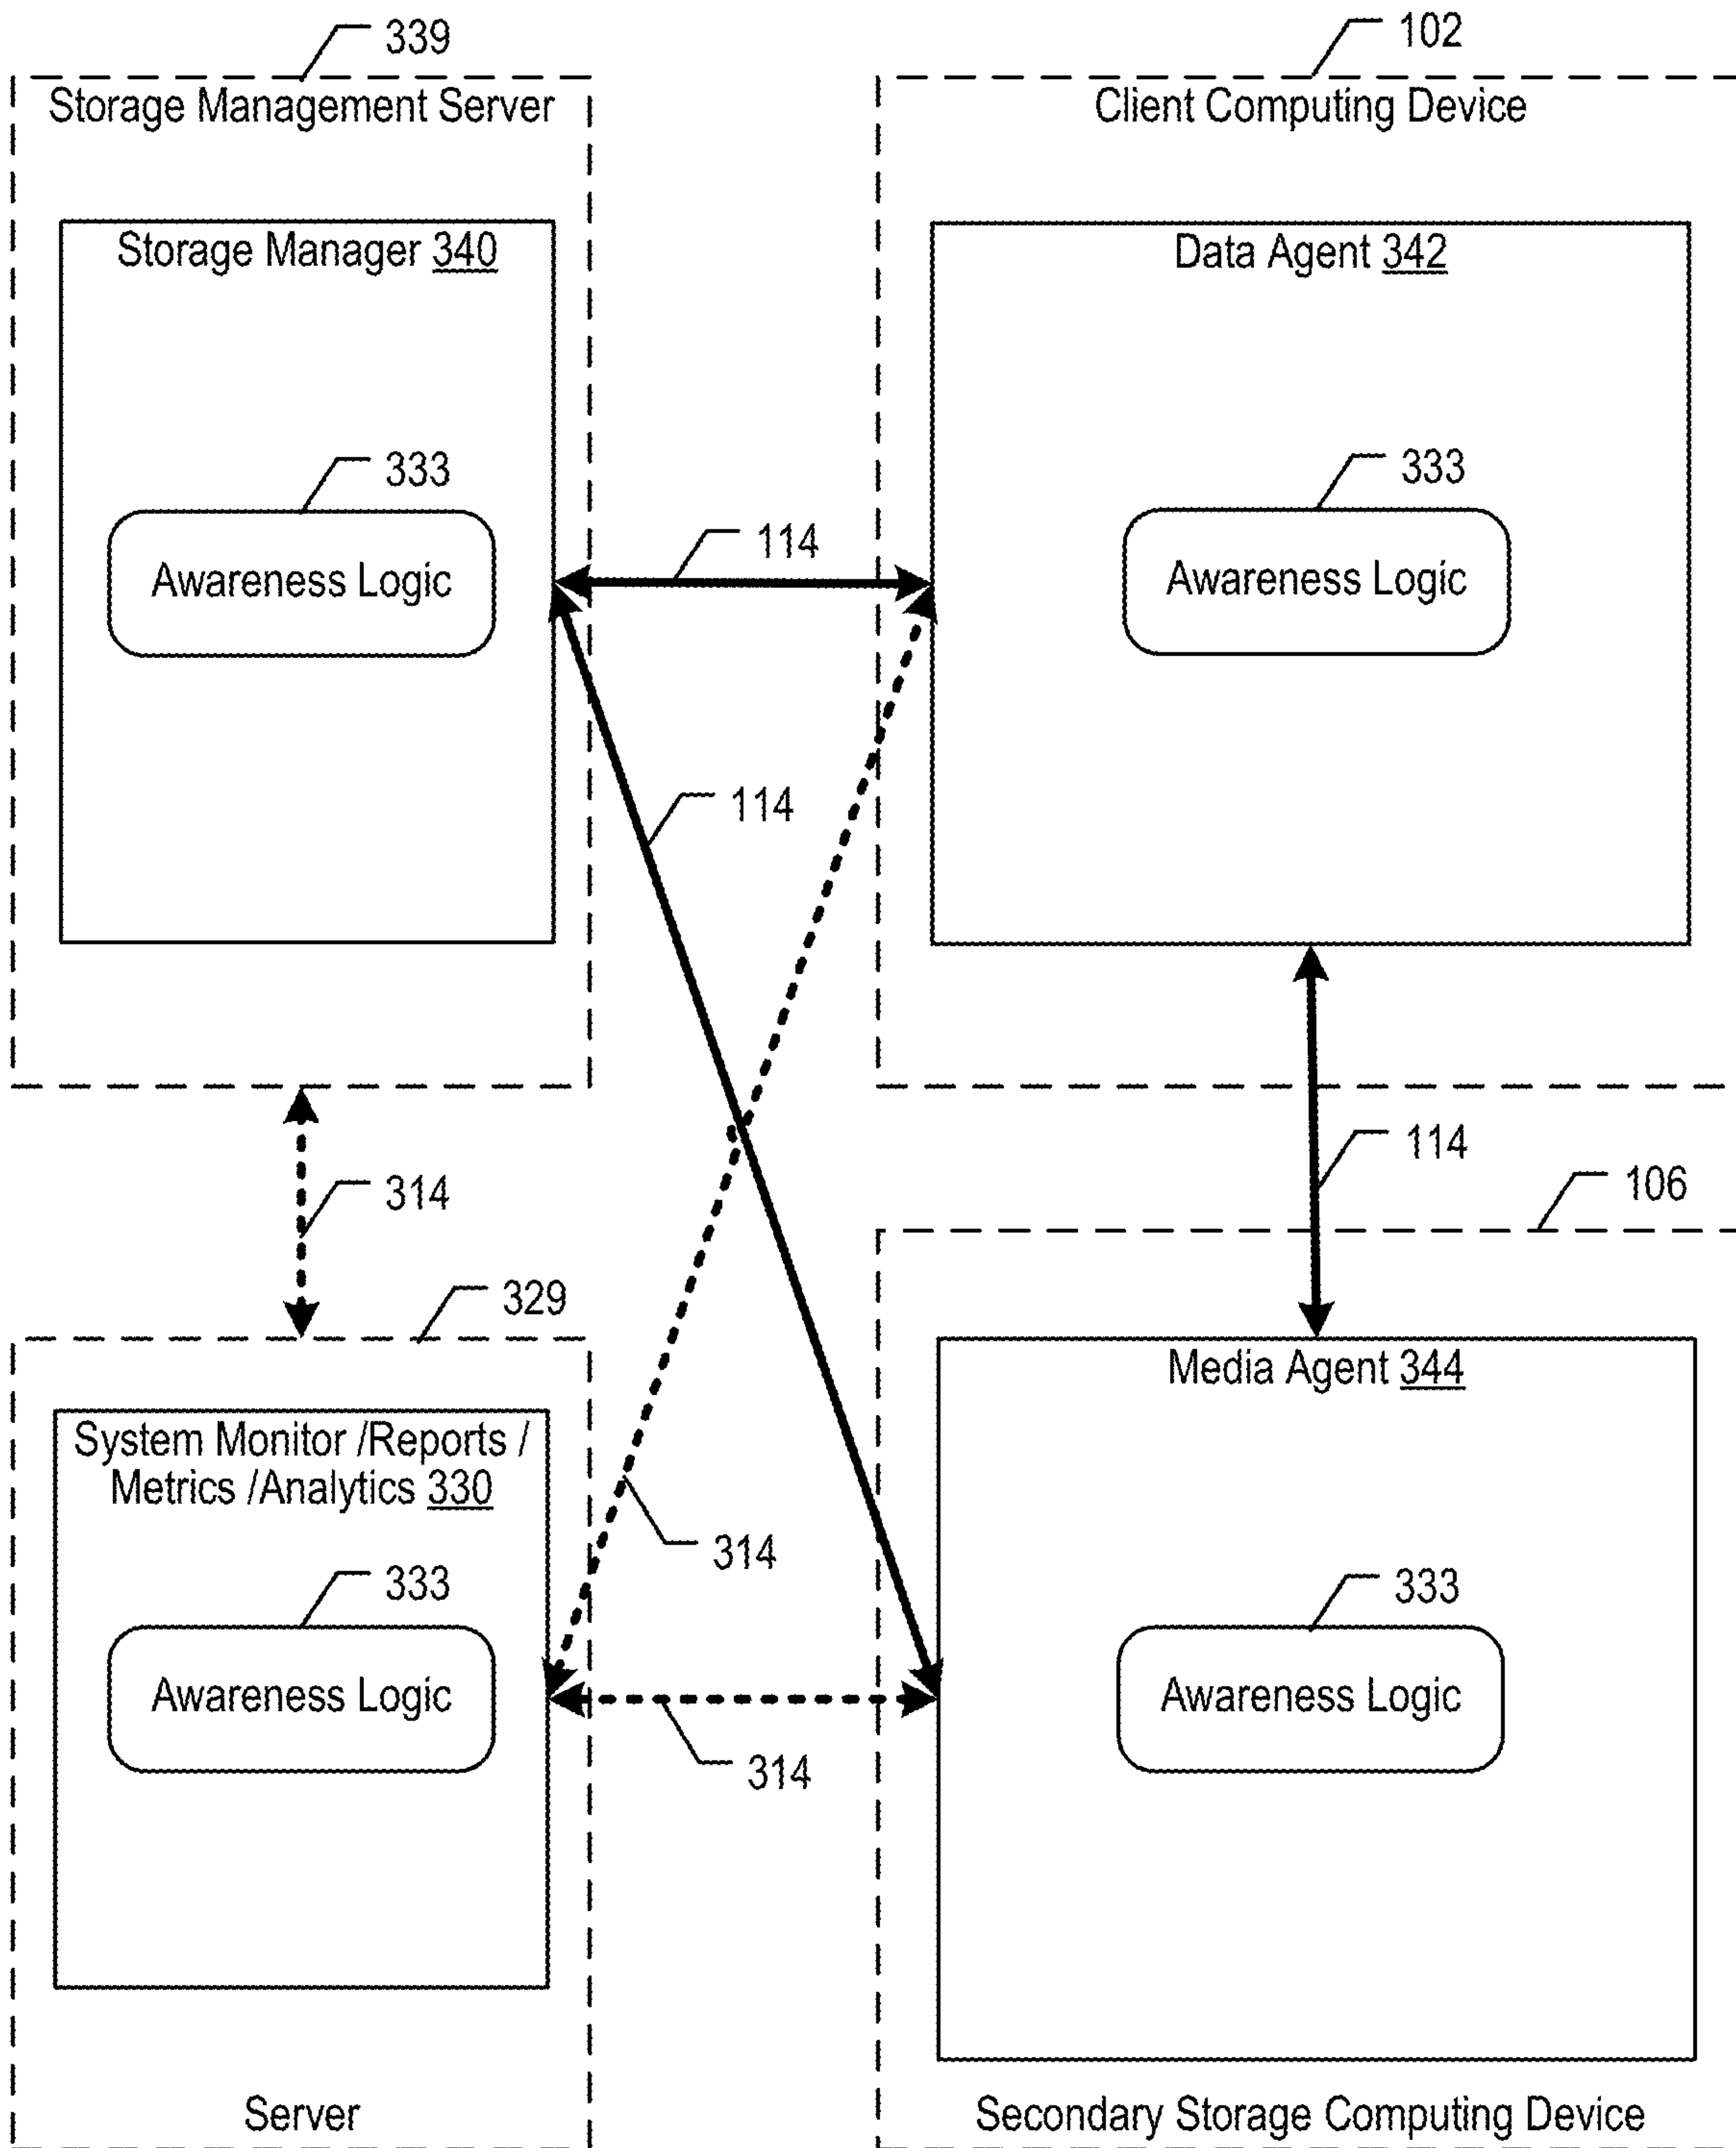 339
102
Storage Management Server
Client Computing Device
Storage Manager 340
Data Agent 342
333
333
Awareness Logic
Awareness Logic
114
114
114
314
106
329
Media Agent 344
System Monitor /Reports /
Metrics /Analytics 330
314
333
333
Awareness Logic
Awareness Logic
314
Server
Secondary Storage Computing Device